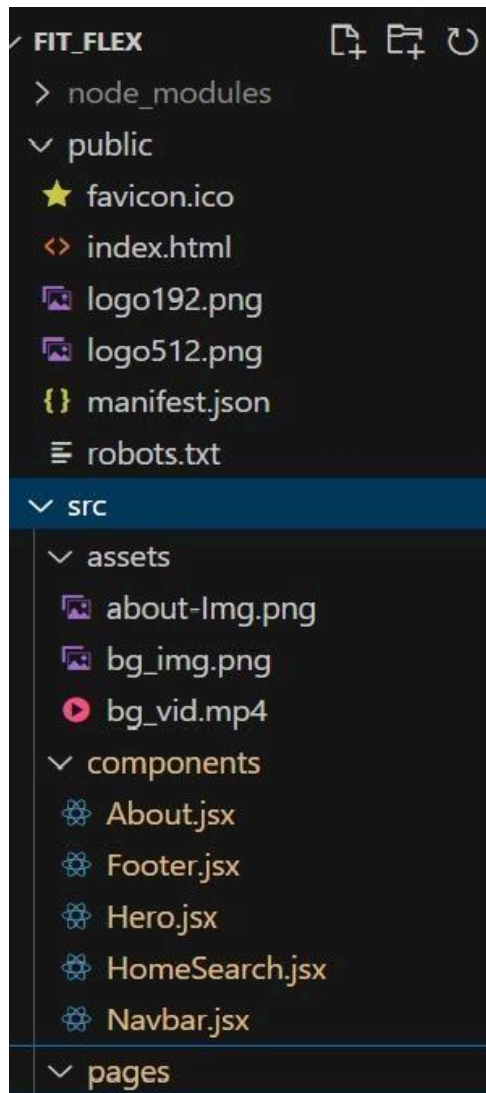 FIT_FLEX
node_modules
public
favicon.ico
index.html
logo192.png
logo512.png
manifest.json
robots.txt
src
assets
about-Img.png
bg_img.png
bg_vid.mp4
components
About.jsx
Footer.jsx
Hero.jsx
HomeSearch.jsx
Navbar.jsx
pages